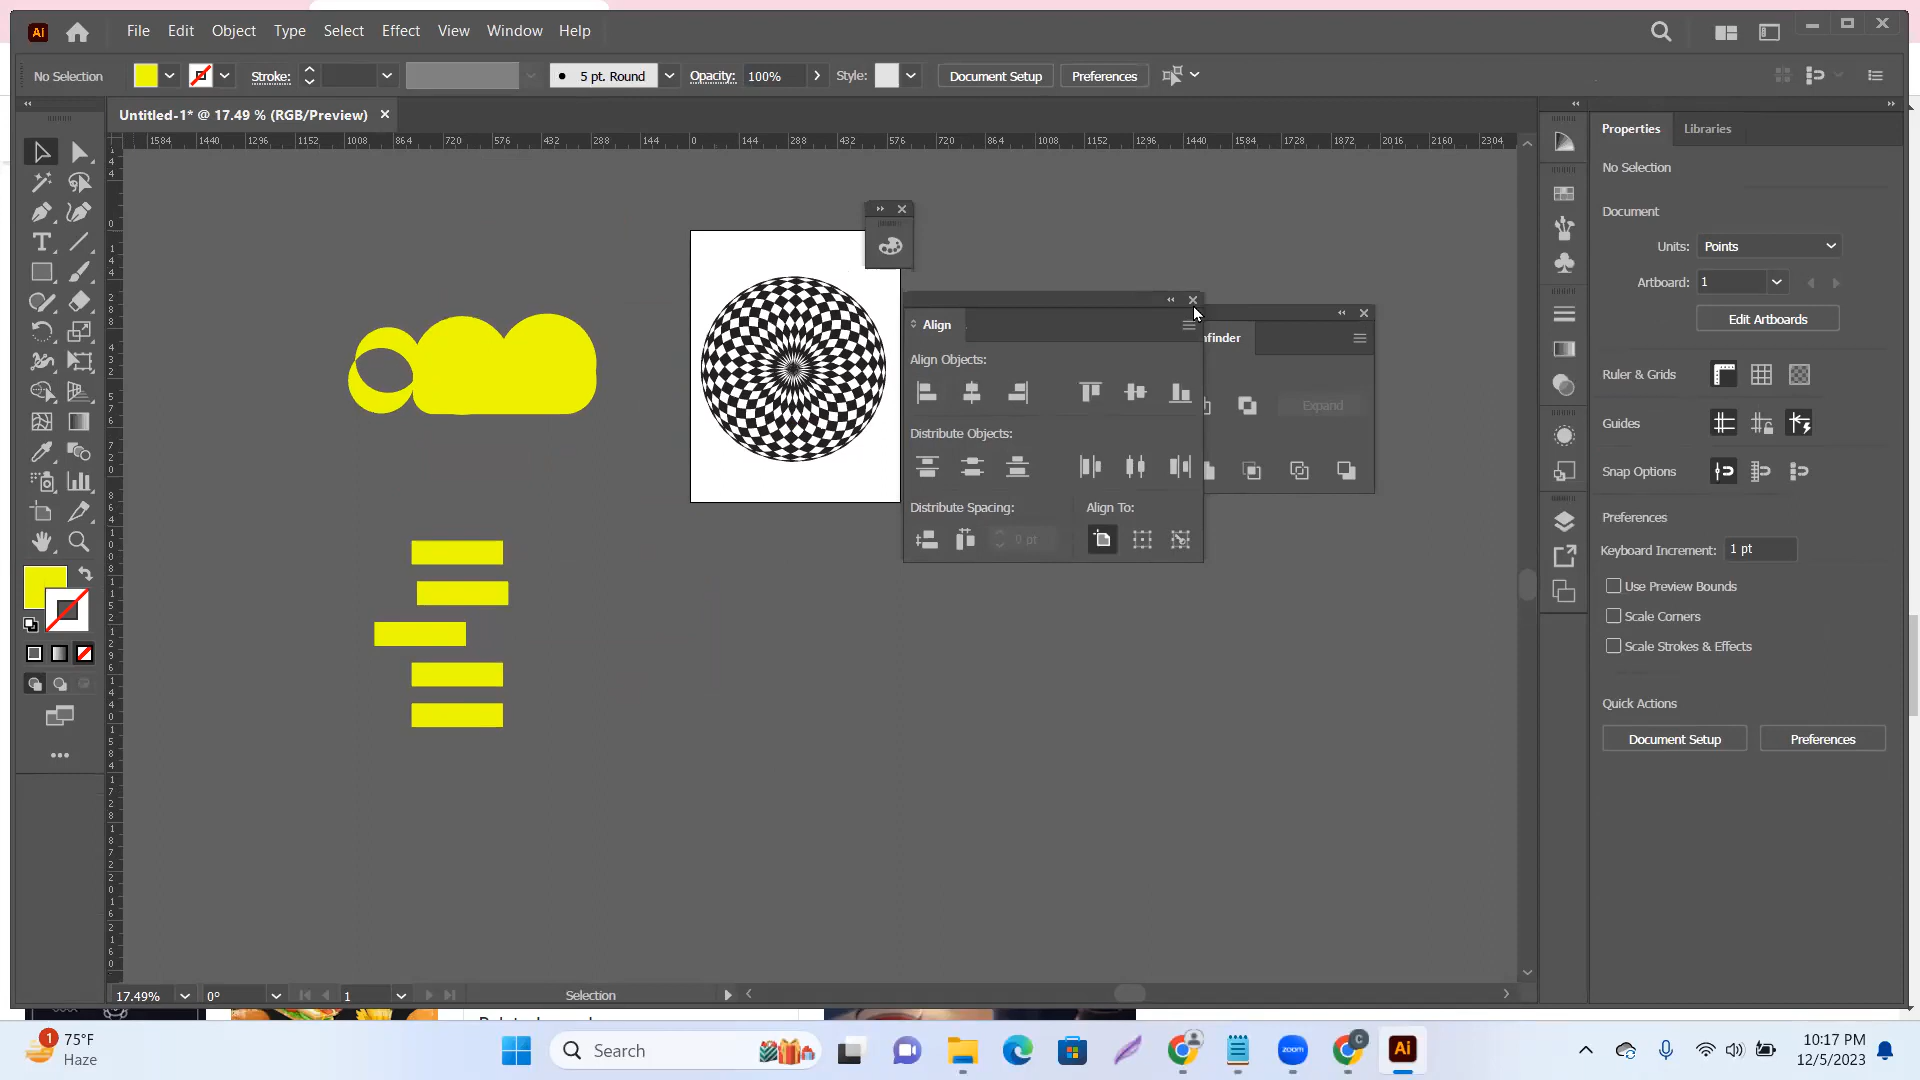 Ai File Edit Object Type Select Effect View Window Help
No Selection Stroke: 5 pt. Round Opacity: 100% Style: Document Setup Preferences
Untitled-1* @ 17.49 % (RGB/Preview) ×
1584 1440 1296 1152 1008 864 720 576 432 288 144 0 144 288 432 576 720 864 1008 1152 1296 1440 1584 1728 1872 2016 2160 2304
Align
Align Objects:
Distribute Objects:
Distribute Spacing: Align To:
0 pt
finder
Expand
Properties Libraries
No Selection
Document
Units: Points
Artboard: 1
Edit Artboards
Ruler & Grids
Guides
Snap Options
Preferences
Keyboard Increment: 1 pt
Use Preview Bounds
Scale Corners
Scale Strokes & Effects
Quick Actions
Document Setup Preferences
17.49% 0° 1 Selection
1 75°F
Haze
Search
zoom
C
Ai
10:17 PM
12/5/2023